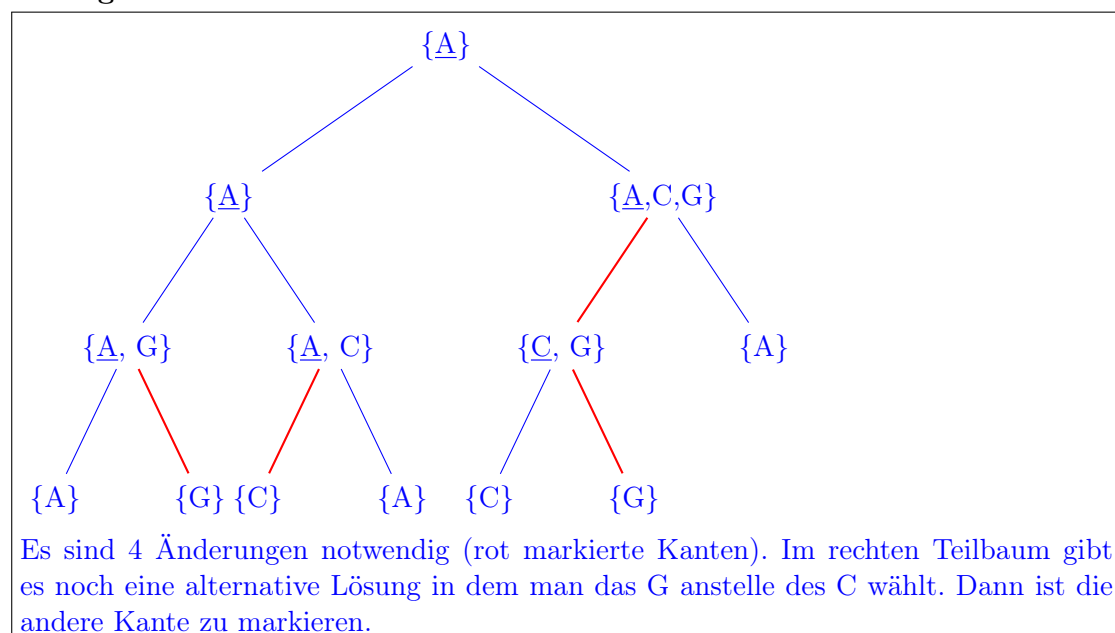 {A}
{A} {A,C,G}
{A, G} {A, C} {C, G} {A}
{A} {G} {C} {A} {C} {G}
Es sind 4 Änderungen notwendig (rot markierte Kanten). Im rechten Teilbaum gibt
es noch eine alternative Lösung in dem man das G anstelle des C wählt. Dann ist die
andere Kante zu markieren.